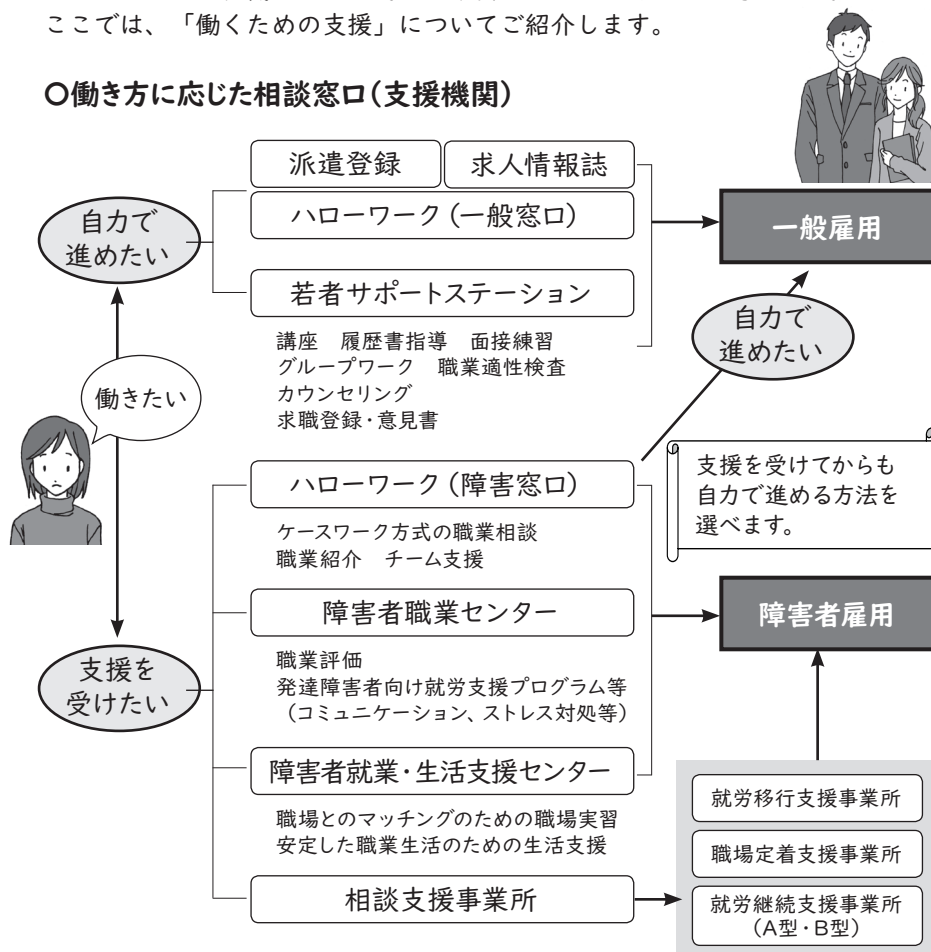 ここでは、「働くための支援」についてご紹介します。
〇働き方に応じた相談窓口(支援機関)
派遣登録
求人情報誌
ハローワーク(一般窓口)
自力で
進めたい
一般雇用
若者サポートステーション
講座 履歴書指導 面接練習
グループワーク 職業適性検査
カウンセリング
求職登録・意見書
自力で
進めたい
働きたい
ハローワーク(障害窓口)
ケースワーク方式の職業相談
職業紹介 チーム支援
支援を受けてからも
自力で進める方法を
選べます。
障害者職業センター
職業評価
発達障害者向け就労支援プログラム等
(コミュニケーション、ストレス対処等)
障害者雇用
支援を
受けたい
障害者就業・生活支援センター
職場とのマッチングのための職場実習
安定した職業生活のための生活支援
相談支援事業所
就労移行支援事業所
職場定着支援事業所
就労継続支援事業所
(A型・B型)